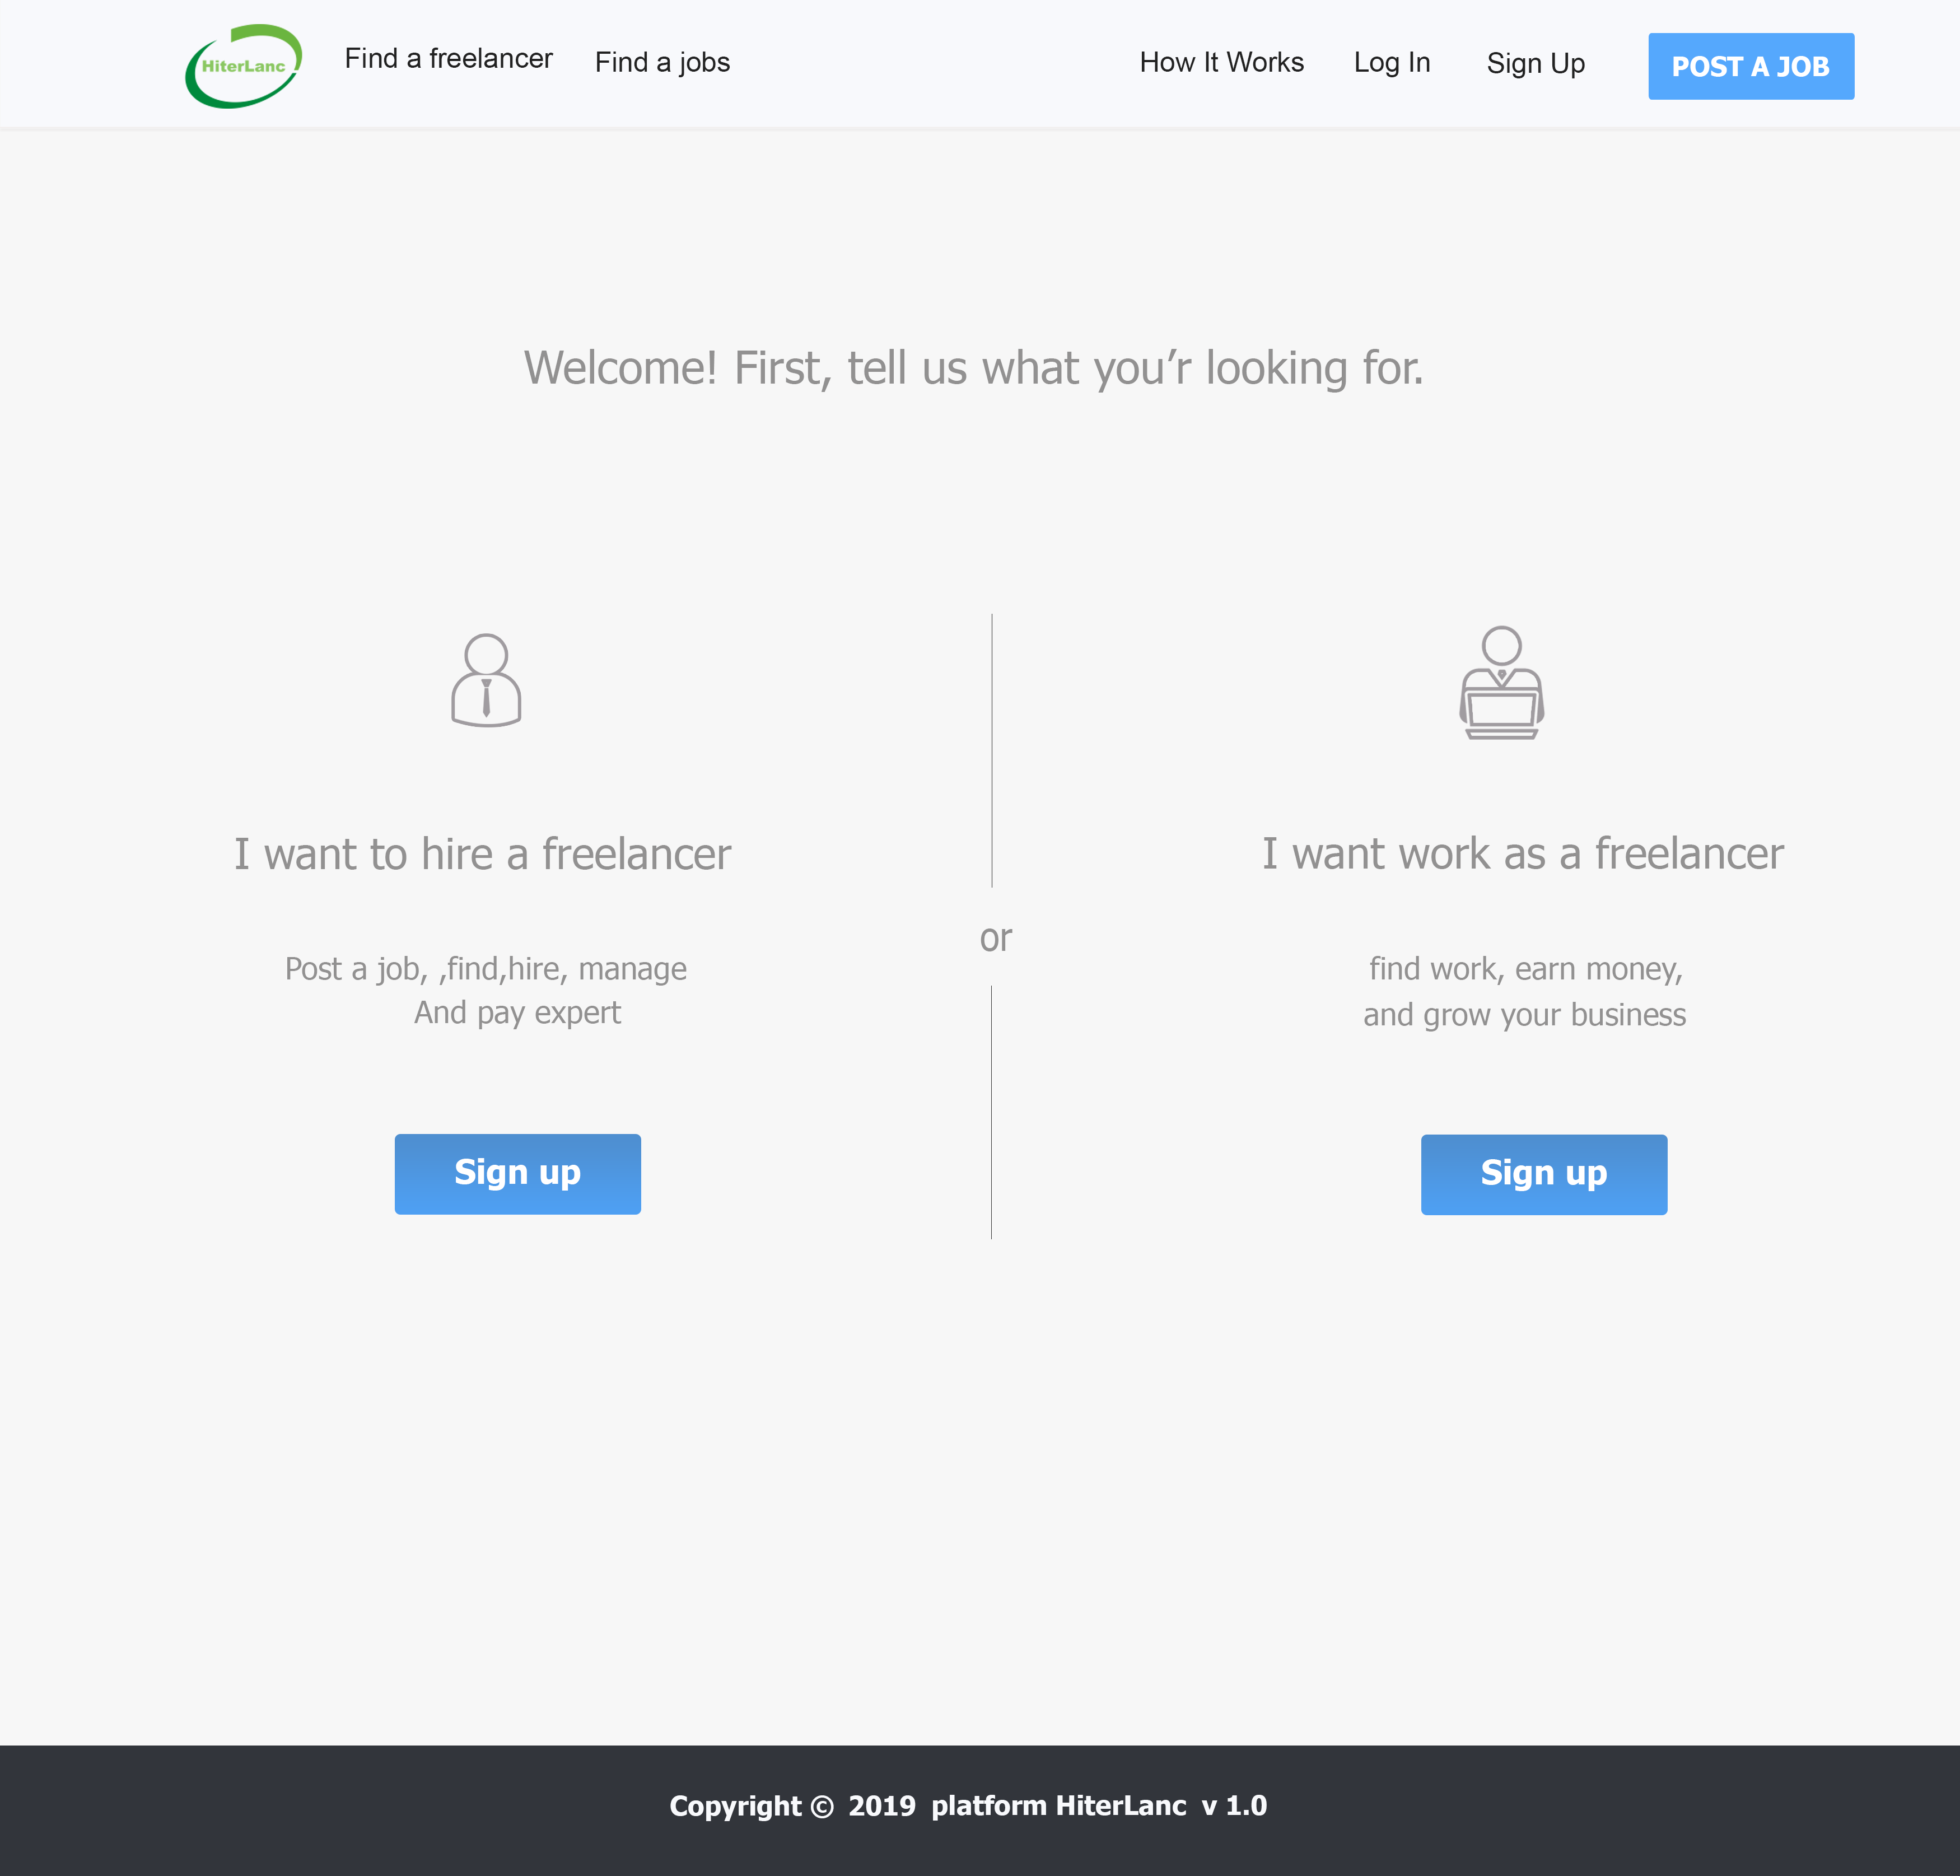 HiterLanc
Find a freelancer
Find a jobs
How It Works
Log In
Sign Up
POST A JOB
Welcome! First, tell us what you’r looking for.
I want to hire a freelancer
Post a job, ,find,hire, manage
And pay expert
Sign up
or
I want work as a freelancer
find work, earn money,
and grow your business
Sign up
Copyright © 2019 platform HiterLanc v 1.0